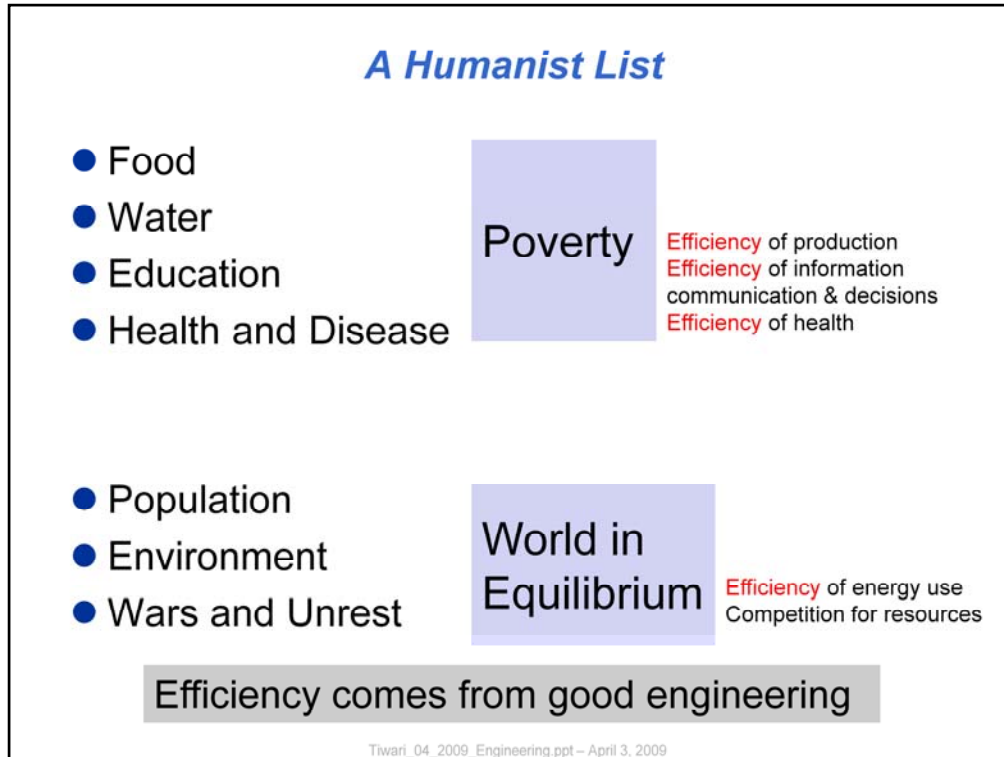 A Humanist List
Food
Water
Education
Health and Disease
Poverty
Efficiency of production
Efficiency of information
communication & decisions
Efficiency of health
Population
Environment
Wars and Unrest
World in
Equilibrium
Efficiency of energy use
Competition for resources
Efficiency comes from good engineering
Tiwari_04_2009_Engineering.ppt – April 3, 2009